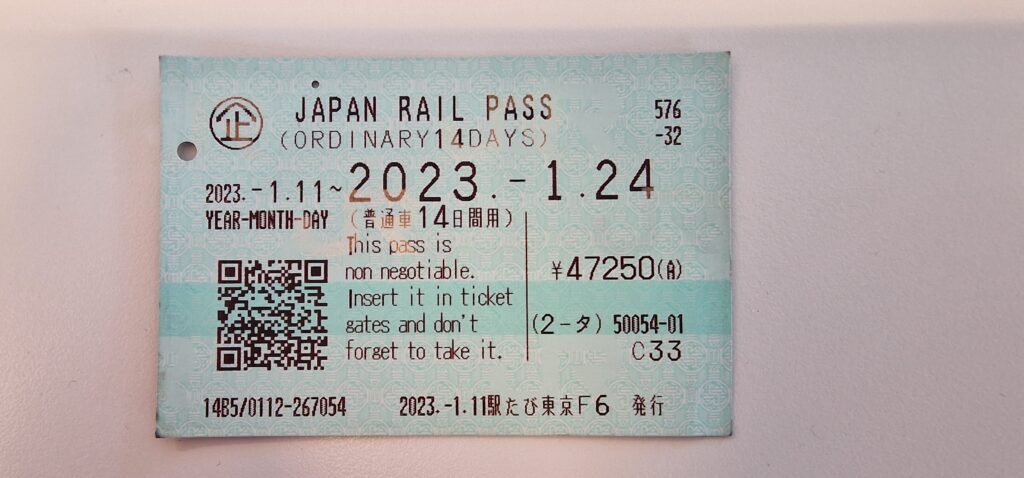 企 JAPAN RAIL PASS 576
(ORDINARY14DAYS) -32
2023.-1.11~2023.-1.24
YEAR-MONTH-DAY (普通車14日間用)
This pass is
non negotiable. ¥47250(A)
Insert it in ticket
gates and don't (2-タ) 50054-01
forget to take it. C33
14B5/0112-267054 2023.-1.11駅たび東京F6 発行